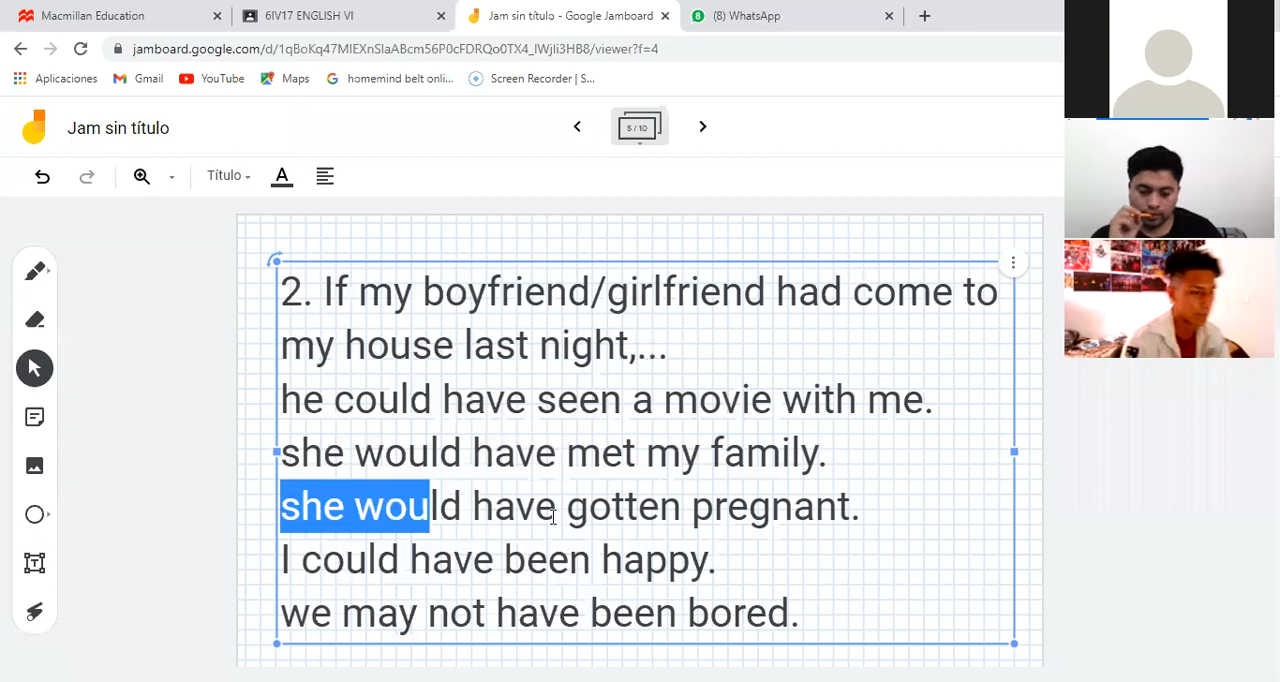 Macmillan Education
6IV17 ENGLISH VI
Jam sin título - Google Jamboard
(8) WhatsApp
jamboard.google.com/d/1qBoKq47MIEXnSlaABcm56P0cFDRQo0TX4_lWjIi3HB8/viewer?f=4
Aplicaciones
Gmail
YouTube
Maps
homemind belt onli...
Screen Recorder | S...
Jam sin título
5 / 10
Título
2. If my boyfriend/girlfriend had come to
my house last night,...
he could have seen a movie with me.
she would have met my family.
she would have gotten pregnant.
I could have been happy.
we may not have been bored.